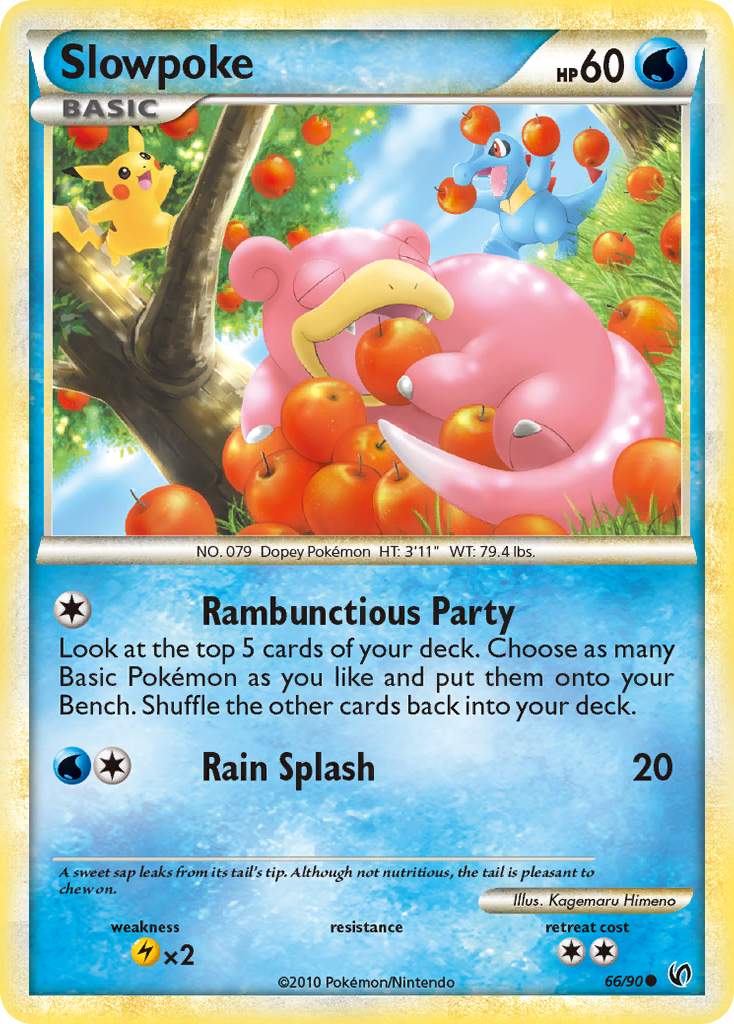 Slowpoke HP60
BASIC
NO. 079 Dopey Pokémon HT: 3'11" WT: 79.4 lbs.
Rambunctious Party
Look at the top 5 cards of your deck. Choose as many
Basic Pokémon as you like and put them onto your
Bench. Shuffle the other cards back into your deck.
Rain Splash 20
A sweet sap leaks from its tail's tip. Although not nutritious, the tail is pleasant to
chew on.
Illus. Kagemaru Himeno
weakness resistance retreat cost
×2
©2010 Pokémon/Nintendo 66/90